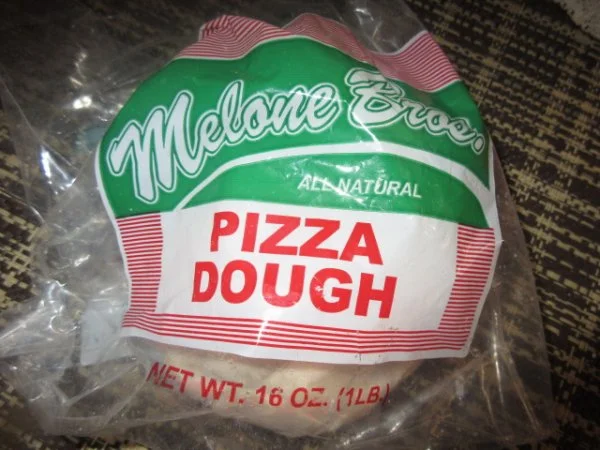 Melone Bros.
ALL NATURAL
PIZZA
DOUGH
NET WT. 16 OZ. (1LB.)